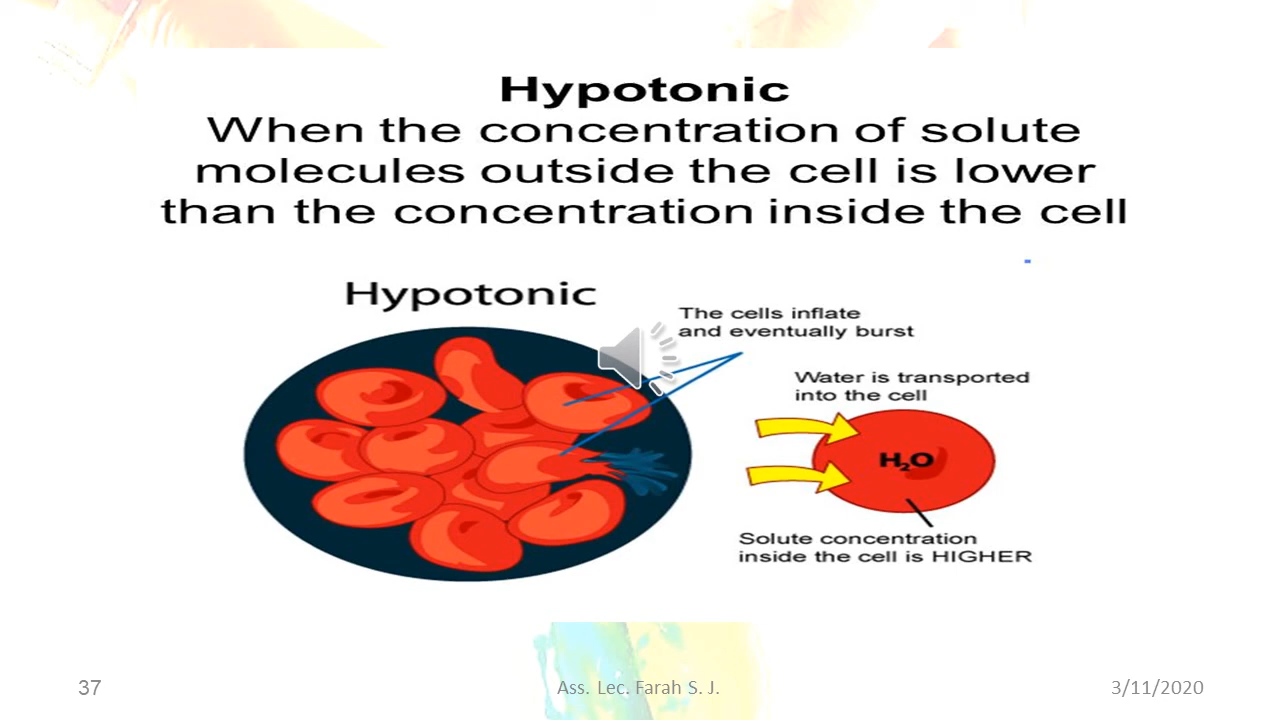 Hypotonic
When the concentration of solute
molecules outside the cell is lower
than the concentration inside the cell
Hypotonic
The cells inflate
and eventually burst
Water is transported
into the cell
H₂O
Solute concentration
inside the cell is HIGHER
37
Ass. Lec. Farah S. J.
3/11/2020